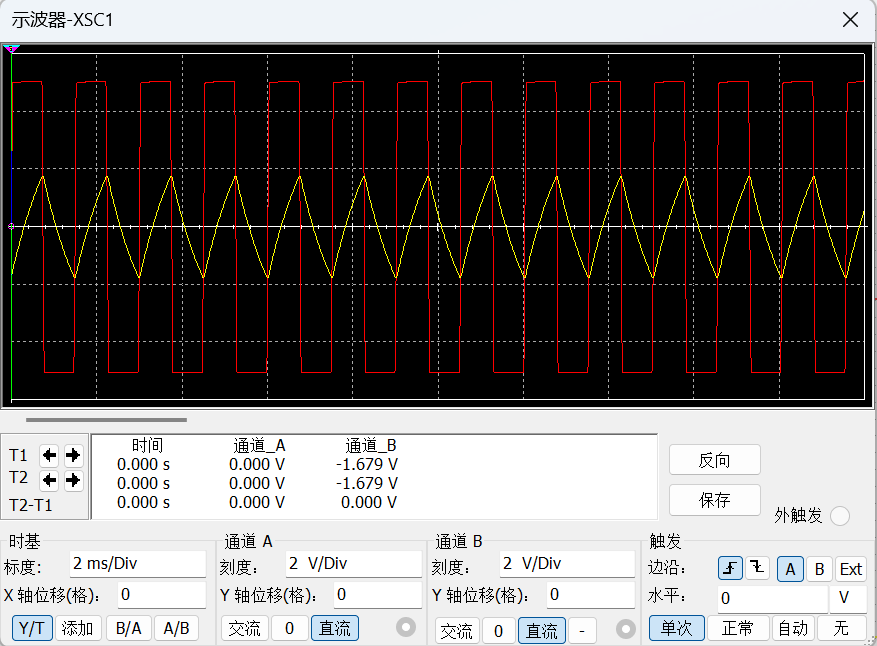 示波器-XSC1
时间 通道_A 通道_B
T1 0.000 s 0.000 V -1.679 V
T2 0.000 s 0.000 V -1.679 V
T2-T1 0.000 s 0.000 V 0.000 V
反向
保存
外触发
时基 通道 A 通道 B 触发
标度: 2 ms/Div 刻度: 2 V/Div 刻度: 2 V/Div 边沿: A B Ext
X 轴位移(格): 0 Y 轴位移(格): 0 Y 轴位移(格): 0 水平: 0 V
Y/T 添加 B/A A/B 交流 0 直流 交流 0 直流 - 单次 正常 自动 无